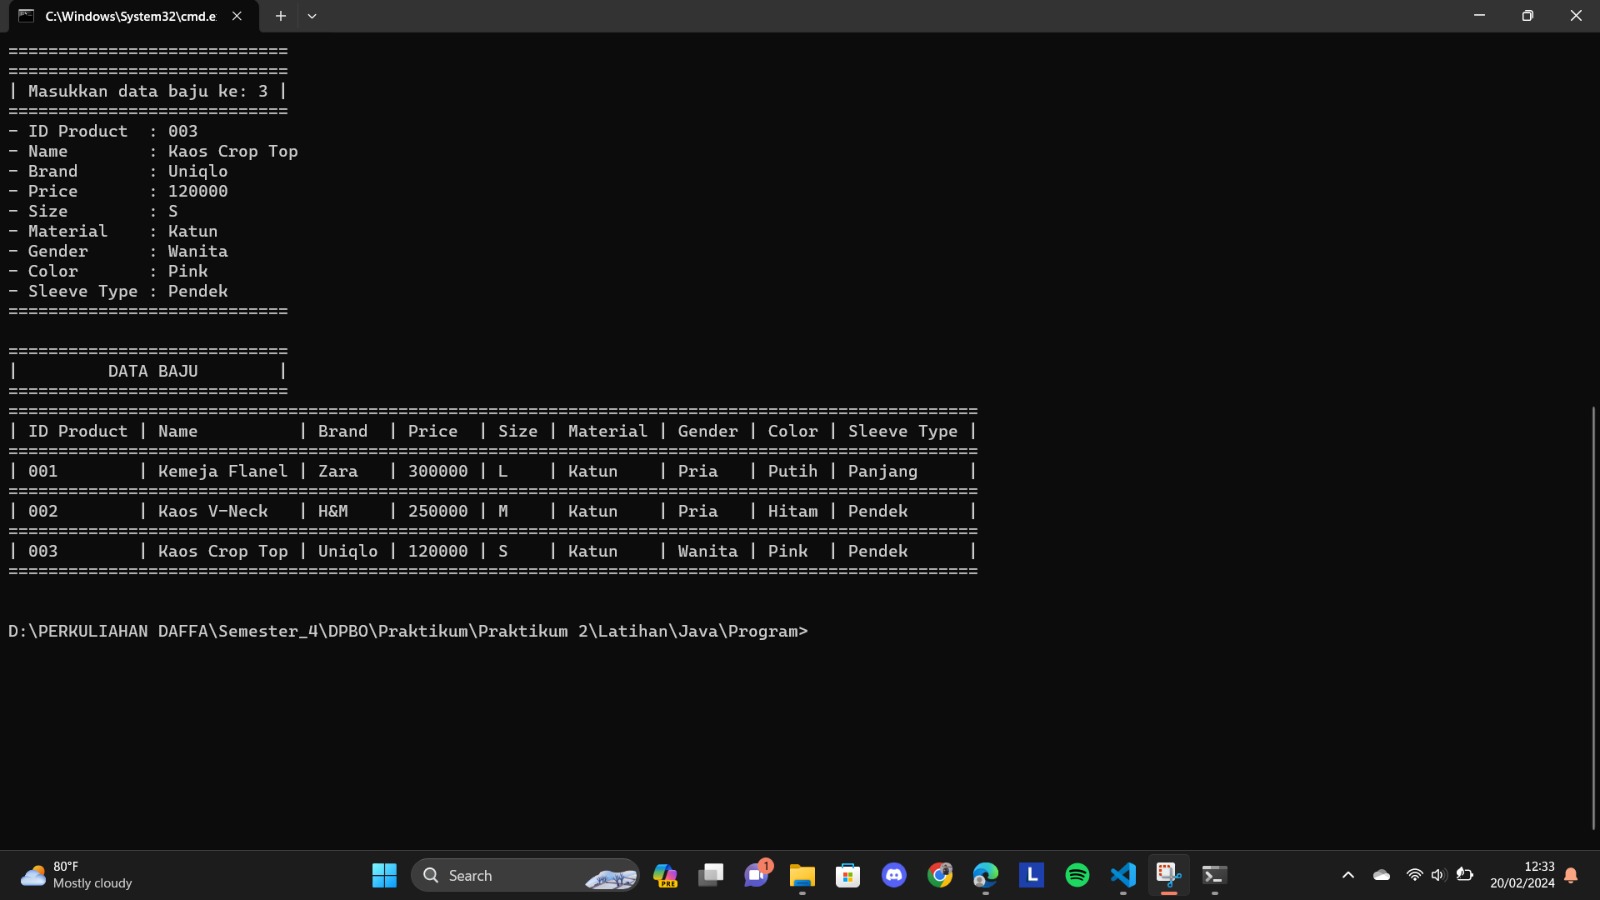 C:\Windows\System32\cmd.e
============================
============================
| Masukkan data baju ke: 3 |
============================
- ID Product  : 003
- Name        : Kaos Crop Top
- Brand       : Uniqlo
- Price       : 120000
- Size        : S
- Material    : Katun
- Gender      : Wanita
- Color       : Pink
- Sleeve Type : Pendek
============================
============================
|         DATA BAJU        |
============================
=================================================================================================
| ID Product | Name          | Brand  | Price  | Size | Material | Gender | Color | Sleeve Type |
=================================================================================================
| 001        | Kemeja Flanel | Zara   | 300000 | L    | Katun    | Pria   | Putih | Panjang     |
=================================================================================================
| 002        | Kaos V-Neck   | H&M    | 250000 | M    | Katun    | Pria   | Hitam | Pendek      |
=================================================================================================
| 003        | Kaos Crop Top | Uniqlo | 120000 | S    | Katun    | Wanita | Pink  | Pendek      |
=================================================================================================
D:\PERKULIAHAN DAFFA\Semester_4\DPBO\Praktikum\Praktikum 2\Latihan\Java\Program>
80°F
Mostly cloudy
Search
PRE
1
L
12:33
20/02/2024